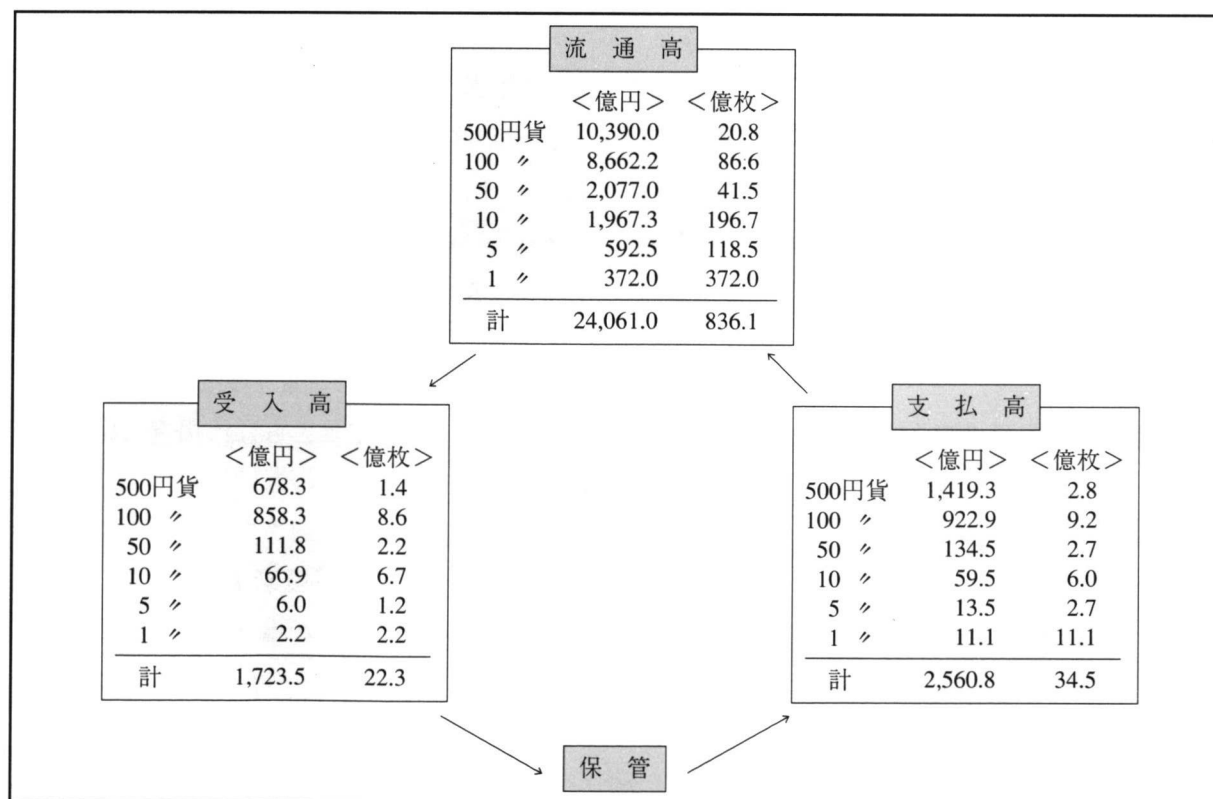 流通高
<億円> <億枚>
500円貨 10,390.0 20.8
100 〃 8,662.2 86.6
50 〃 2,077.0 41.5
10 〃 1,967.3 196.7
5 〃 592.5 118.5
1 〃 372.0 372.0
計 24,061.0 836.1
受入高
<億円> <億枚>
500円貨 678.3 1.4
100 〃 858.3 8.6
50 〃 111.8 2.2
10 〃 66.9 6.7
5 〃 6.0 1.2
1 〃 2.2 2.2
計 1,723.5 22.3
支払高
<億円> <億枚>
500円貨 1,419.3 2.8
100 〃 922.9 9.2
50 〃 134.5 2.7
10 〃 59.5 6.0
5 〃 13.5 2.7
1 〃 11.1 11.1
計 2,560.8 34.5
保管